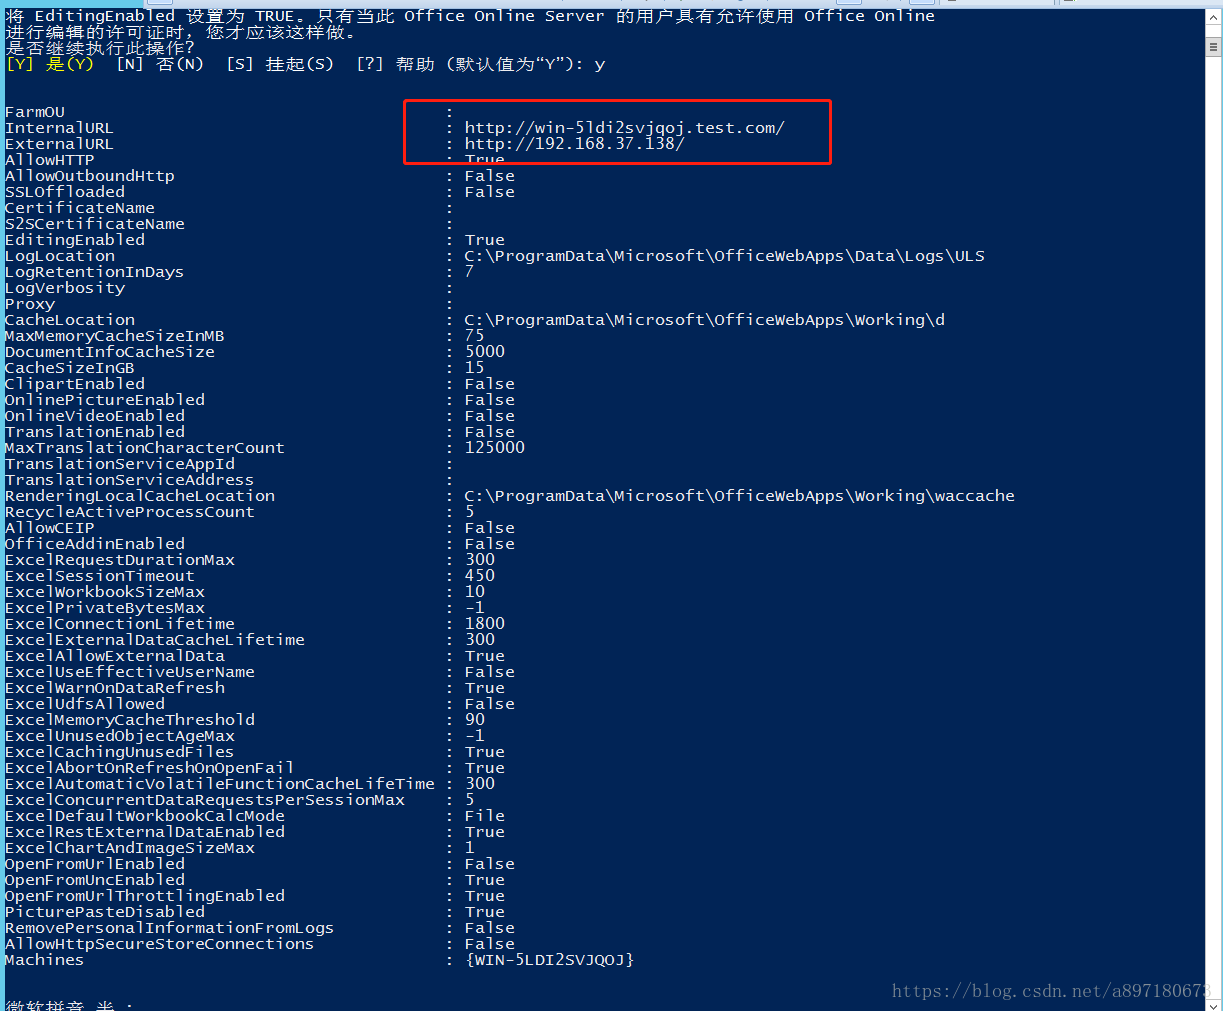 将 EditingEnabled 设置为 TRUE。只有当此 Office Online Server 的用户具有允许使用 Office Online
进行编辑的许可证时，您才应该这样做。
是否继续执行此操作?
[Y] 是(Y)  [N] 否(N)  [S] 挂起(S)  [?] 帮助 (默认值为“Y”): y
FarmOU :
InternalURL : http://win-5ldi2svjqoj.test.com/
ExternalURL : http://192.168.37.138/
AllowHTTP : True
AllowOutboundHttp : False
SSLOffloaded : False
CertificateName :
S2SCertificateName :
EditingEnabled : True
LogLocation : C:\ProgramData\Microsoft\OfficeWebApps\Data\Logs\ULS
LogRetentionInDays : 7
LogVerbosity :
Proxy :
CacheLocation : C:\ProgramData\Microsoft\OfficeWebApps\Working\d
MaxMemoryCacheSizeInMB : 75
DocumentInfoCacheSize : 5000
CacheSizeInGB : 15
ClipartEnabled : False
OnlinePictureEnabled : False
OnlineVideoEnabled : False
TranslationEnabled : False
MaxTranslationCharacterCount : 125000
TranslationServiceAppId :
TranslationServiceAddress :
RenderingLocalCacheLocation : C:\ProgramData\Microsoft\OfficeWebApps\Working\waccache
RecycleActiveProcessCount : 5
AllowCEIP : False
OfficeAddinEnabled : False
ExcelRequestDurationMax : 300
ExcelSessionTimeout : 450
ExcelWorkbookSizeMax : 10
ExcelPrivateBytesMax : -1
ExcelConnectionLifetime : 1800
ExcelExternalDataCacheLifetime : 300
ExcelAllowExternalData : True
ExcelUseEffectiveUserName : False
ExcelWarnOnDataRefresh : True
ExcelUdfsAllowed : False
ExcelMemoryCacheThreshold : 90
ExcelUnusedObjectAgeMax : -1
ExcelCachingUnusedFiles : True
ExcelAbortOnRefreshOnOpenFail : True
ExcelAutomaticVolatileFunctionCacheLifeTime : 300
ExcelConcurrentDataRequestsPerSessionMax : 5
ExcelDefaultWorkbookCalcMode : File
ExcelRestExternalDataEnabled : True
ExcelChartAndImageSizeMax : 1
OpenFromUrlEnabled : False
OpenFromUncEnabled : True
OpenFromUrlThrottlingEnabled : True
PicturePasteDisabled : True
RemovePersonalInformationFromLogs : False
AllowHttpSecureStoreConnections : False
Machines : {WIN-5LDI2SVJQOJ}
https://blog.csdn.net/a897180673
微软拼音 半 :